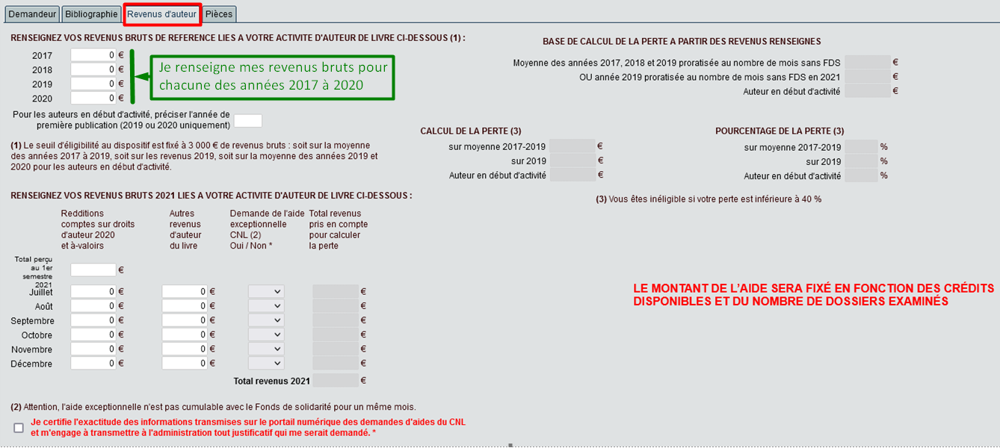 Demandeur Bibliographie Revenus d'auteur Pièces
RENSEIGNEZ VOS REVENUS BRUTS DE REFERENCE LIES A VOTRE ACTIVITE D'AUTEUR DE LIVRE CI-DESSOUS (1) :
2017 0 €
2018 0 €
2019 0 €
2020 0 €
Je renseigne mes revenus bruts pour
chacune des années 2017 à 2020
Pour les auteurs en début d'activité, préciser l'année de
première publication (2019 ou 2020 uniquement)
(1) Le seuil d'éligibilité au dispositif est fixé à 3 000 € de revenus bruts : soit sur la moyenne
des années 2017 à 2019, soit sur les revenus 2019, soit sur la moyenne des années 2019 et
2020 pour les auteurs en début d'activité.
BASE DE CALCUL DE LA PERTE A PARTIR DES REVENUS RENSEIGNES
Moyenne des années 2017, 2018 et 2019 proratisée au nombre de mois sans FDS €
OU année 2019 proratisée au nombre de mois sans FDS en 2021 €
Auteur en début d'activité €
CALCUL DE LA PERTE (3)
sur moyenne 2017-2019 €
sur 2019 €
Auteur en début d'activité €
POURCENTAGE DE LA PERTE (3)
sur moyenne 2017-2019 %
sur 2019 %
Auteur en début d'activité %
(3) Vous êtes inéligible si votre perte est inférieure à 40 %
RENSEIGNEZ VOS REVENUS BRUTS 2021 LIES A VOTRE ACTIVITE D'AUTEUR DE LIVRE CI-DESSOUS :
Redditions
comptes sur droits
d'auteur 2020
et à-valoirs
Autres
revenus
d'auteur
du livre
Demande de l'aide
exceptionnelle
CNL (2)
Oui / Non *
Total revenus
pris en compte
pour calculer
la perte
Total perçu
au 1er
semestre
2021
€
Juillet 0 € 0 € €
Août 0 € 0 € €
Septembre 0 € 0 € €
Octobre 0 € 0 € €
Novembre 0 € 0 € €
Décembre 0 € 0 € €
Total revenus 2021 €
LE MONTANT DE L'AIDE SERA FIXÉ EN FONCTION DES CRÉDITS
DISPONIBLES ET DU NOMBRE DE DOSSIERS EXAMINÉS
(2) Attention, l'aide exceptionnelle n'est pas cumulable avec le Fonds de solidarité pour un même mois.
Je certifie l'exactitude des informations transmises sur le portail numérique des demandes d'aides du CNL
et m'engage à transmettre à l'administration tout justificatif qui me serait demandé. *